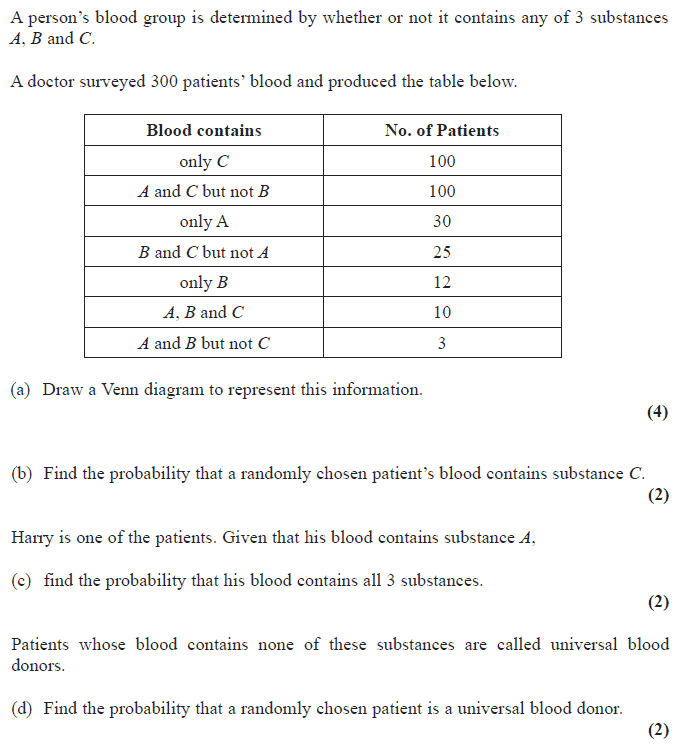 A person’s blood group is determined by whether or not it contains any of 3 substances
A, B and C.
A doctor surveyed 300 patients’ blood and produced the table below.
Blood contains No. of Patients
only C 100
A and C but not B 100
only A 30
B and C but not A 25
only B 12
A, B and C 10
A and B but not C 3
(a) Draw a Venn diagram to represent this information.
(4)
(b) Find the probability that a randomly chosen patient’s blood contains substance C.
(2)
Harry is one of the patients. Given that his blood contains substance A,
(c) find the probability that his blood contains all 3 substances.
(2)
Patients whose blood contains none of these substances are called universal blood
donors.
(d) Find the probability that a randomly chosen patient is a universal blood donor.
(2)